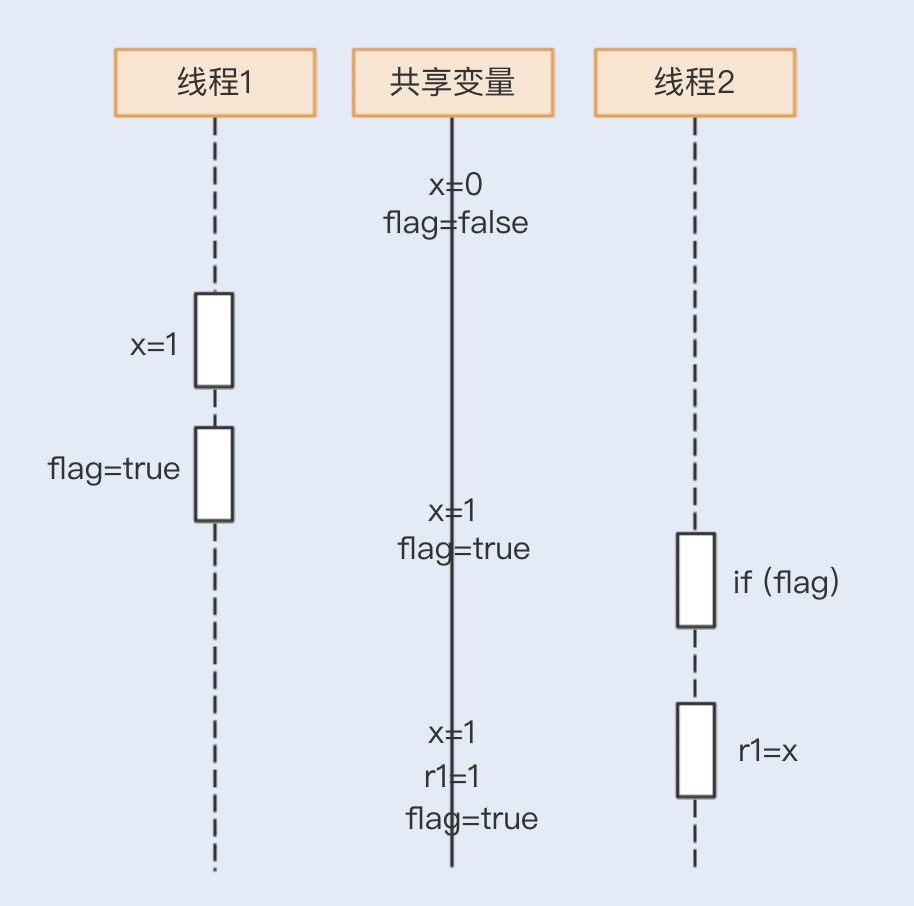 线程1
共享变量
线程2
x=0
flag=false
x=1
flag=true
x=1
flag=true
if (flag)
x=1
r1=1
flag=true
r1=x